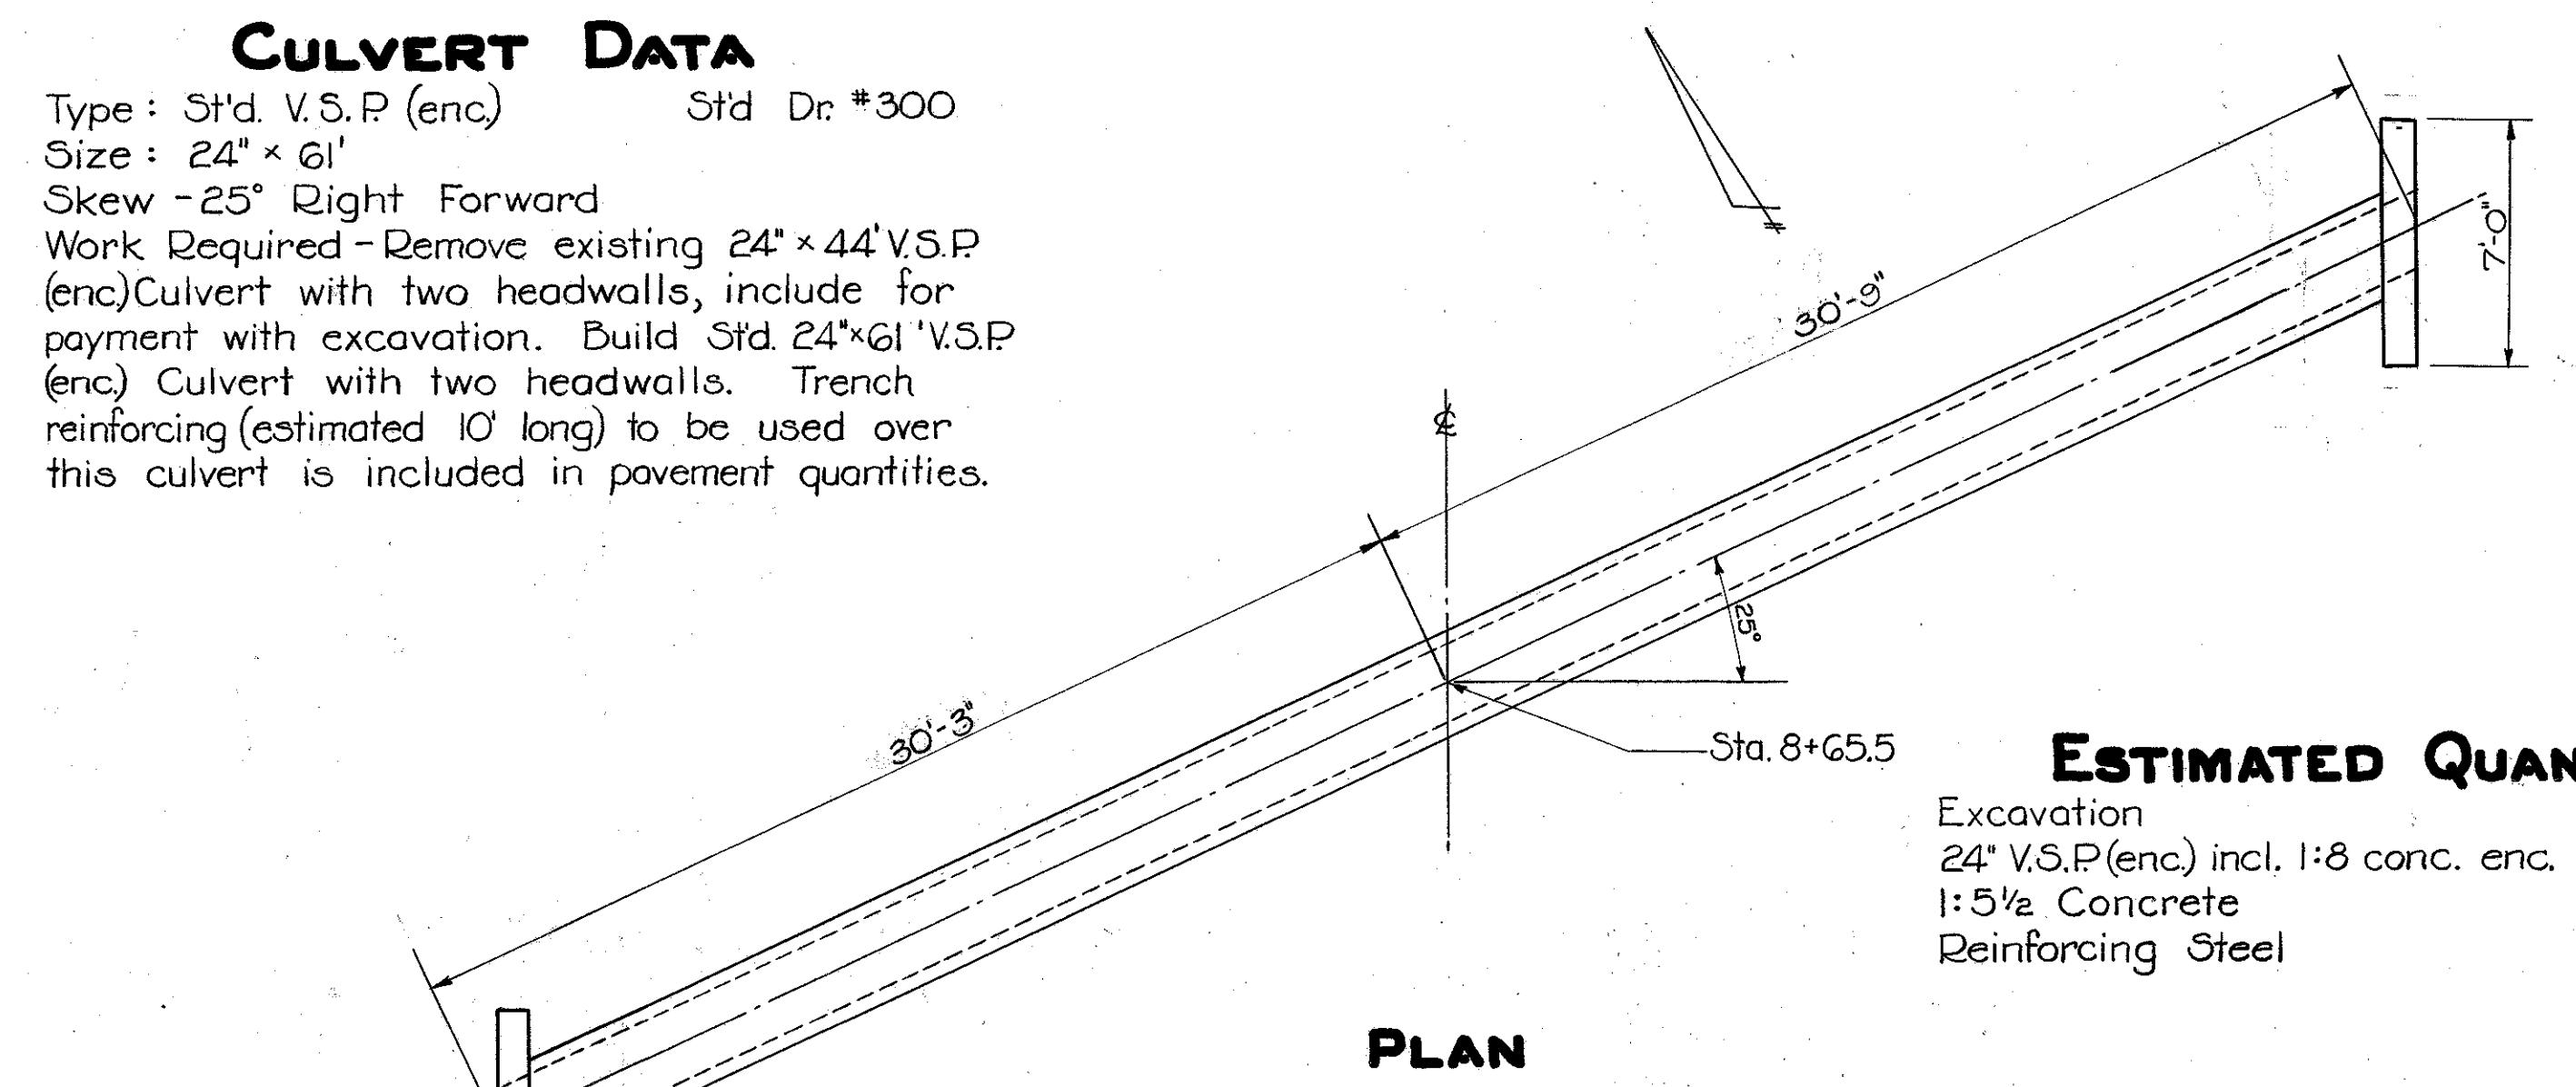 CULVERT DATA
Type : St'd. V.S.P. (enc.) St'd Dr. #300
Size : 24" × 61'
Skew - 25° Right Forward
Work Required - Remove existing 24" × 44' V.S.P.
(enc.) Culvert with two headwalls, include for
payment with excavation. Build St'd. 24"×61' V.S.P.
(enc.) Culvert with two headwalls. Trench
reinforcing (estimated 10' long) to be used over
this culvert is included in pavement quantities.
7'-0"
30'-9"
℄
25°
30'-3"
Sta. 8+65.5
ESTIMATED QUAN
Excavation
24" V.S.P. (enc.) incl. 1:8 conc. enc.
1:5½ Concrete
Reinforcing Steel
PLAN